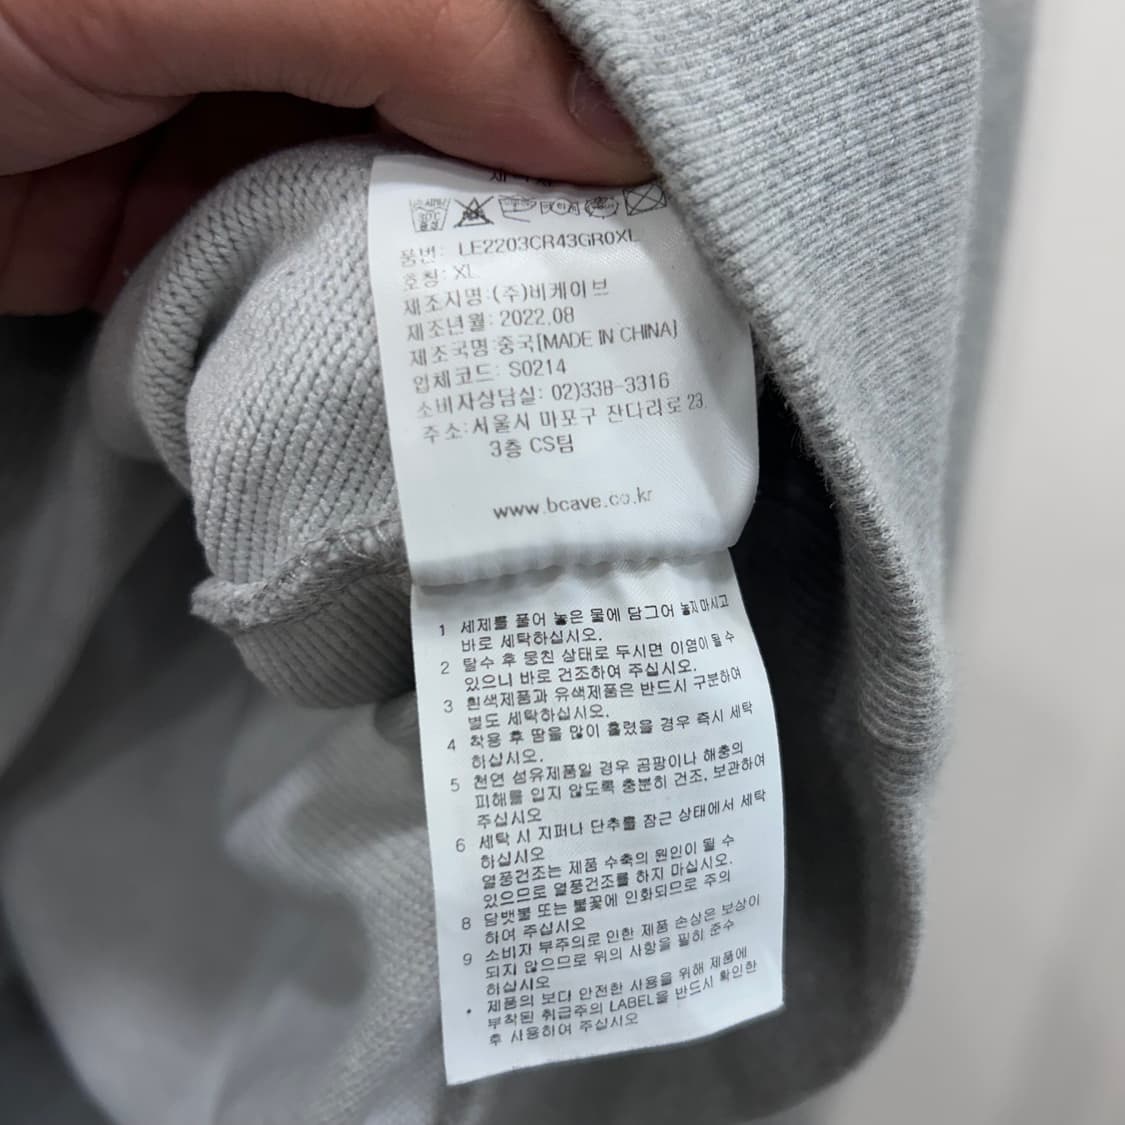 품번: LE2203CR43GR0XL
호칭: XL
제조자명:(주)비케이브
제조년월: 2022.08
제조국명:중국[MADE IN CHINA]
업체코드: S0214
소비자상담실: 02)338-3316
주소:서울시 마포구 잔다리로 23.
3층 CS팀
www.bcave.co.kr
1 세제를 풀어 놓은 물에 담그어 놓지마시고
바로 세탁하십시오.
2 탈수 후 뭉친 상태로 두시면 이염이될수
있으니 바로 건조하여 주십시오.
3 흰색제품과 유색제품은 반드시 구분하여
별도 세탁하십시오.
4 착용 후 땀을 많이 흘렸을 경우 즉시 세탁
하십시오.
5 천연 섬유제품일 경우 곰팡이나 해충의
피해를 입지 않도록 충분히 건조, 보관하여
주십시오
6 세탁 시 지퍼나 단추를 잠근 상태에서 세탁
하십시오
열풍건조는 제품 수축의 원인이 될 수
있으므로 열풍건조를 하지 마십시오.
8 담뱃불 또는 불꽃에 인화되므로 주의
하여 주십시오
9 소비자 부주의로 인한 제품 손상은 보상이
되지 않으므로 위의 사항을 필히 준수
하십시오
• 제품의 보다 안전한 사용을 위해 제품에
부착된 취급주의 LABEL을 반드시 확인한
후 사용하여 주십시오